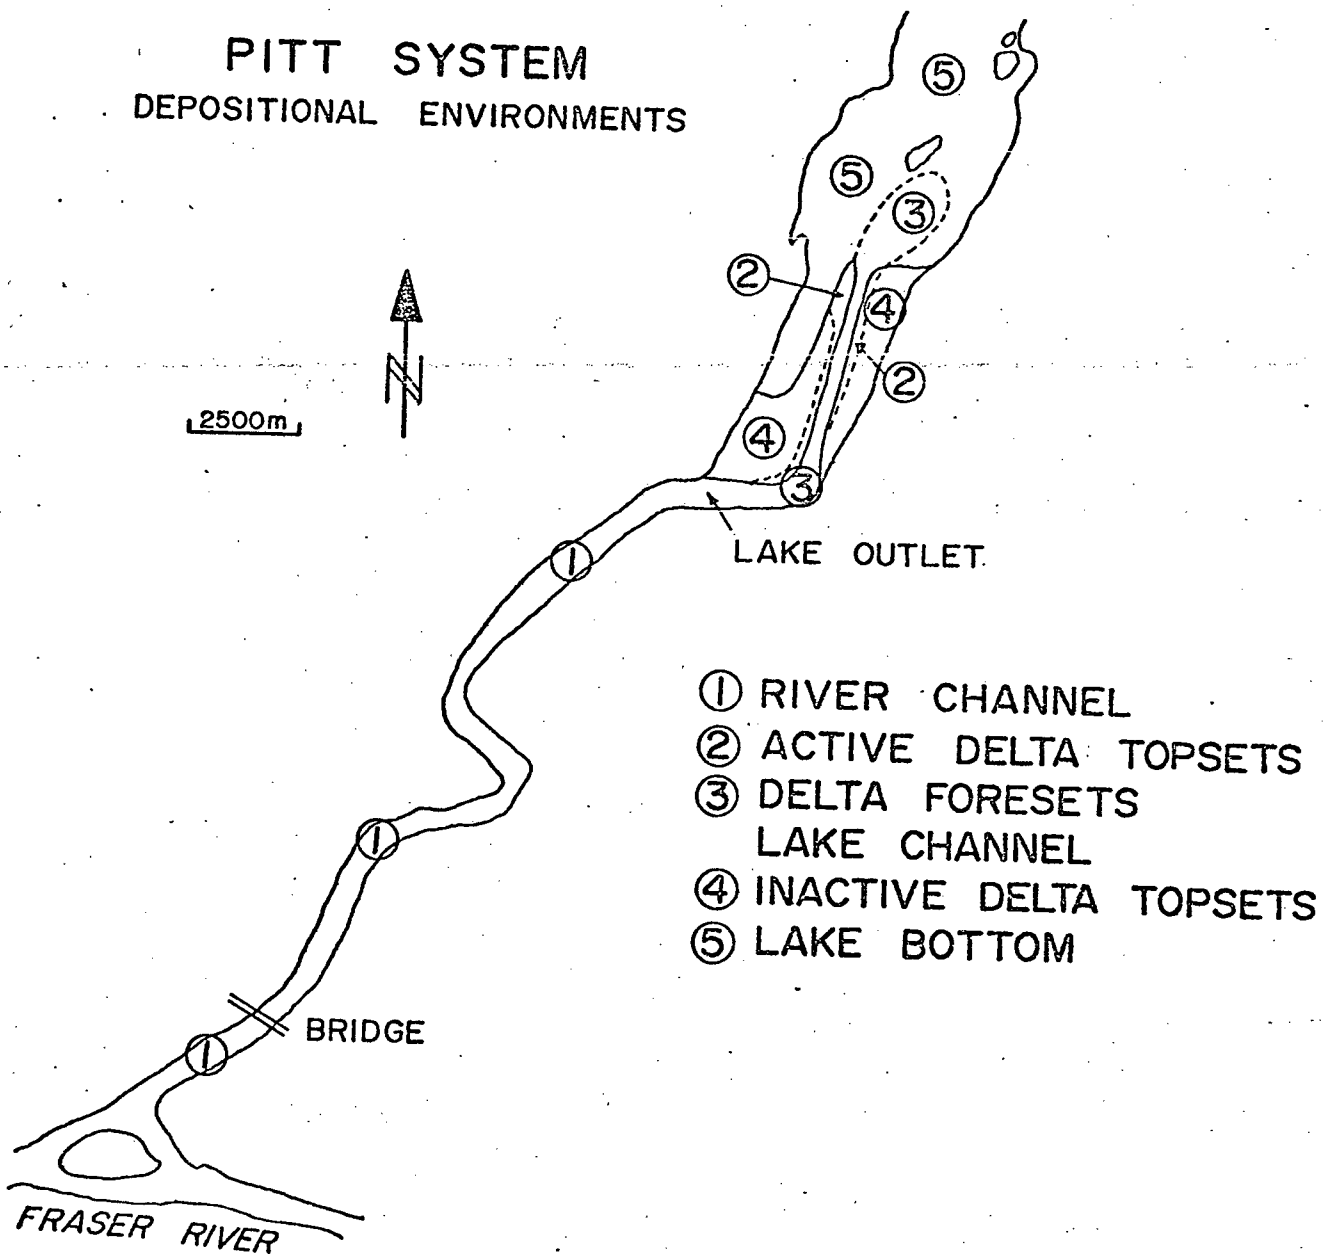 PITT SYSTEM
DEPOSITIONAL ENVIRONMENTS
5
5
3
2
4
N
2
2500m
4
3
LAKE OUTLET
1
1 RIVER CHANNEL
2 ACTIVE DELTA TOPSETS
3 DELTA FORESETS
LAKE CHANNEL
1
4 INACTIVE DELTA TOPSETS
5 LAKE BOTTOM
BRIDGE
1
FRASER RIVER